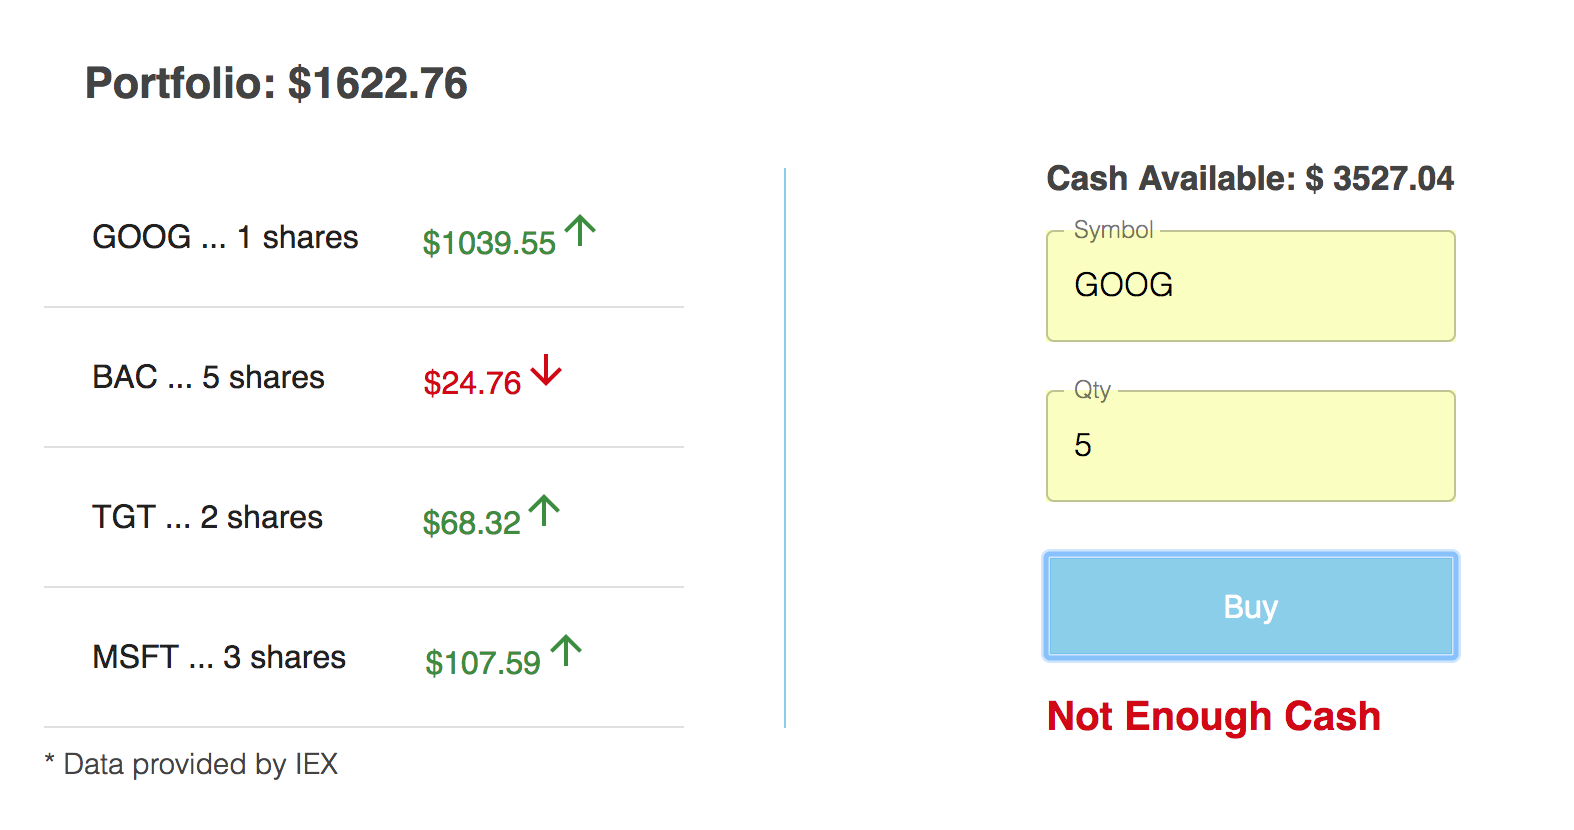 Portfolio: $1622.76
GOOG ... 1 shares $1039.55
BAC ... 5 shares $24.76
TGT ... 2 shares $68.32
MSFT ... 3 shares $107.59
* Data provided by IEX
Cash Available: $ 3527.04
Symbol
GOOG
Qty
5
Buy
Not Enough Cash